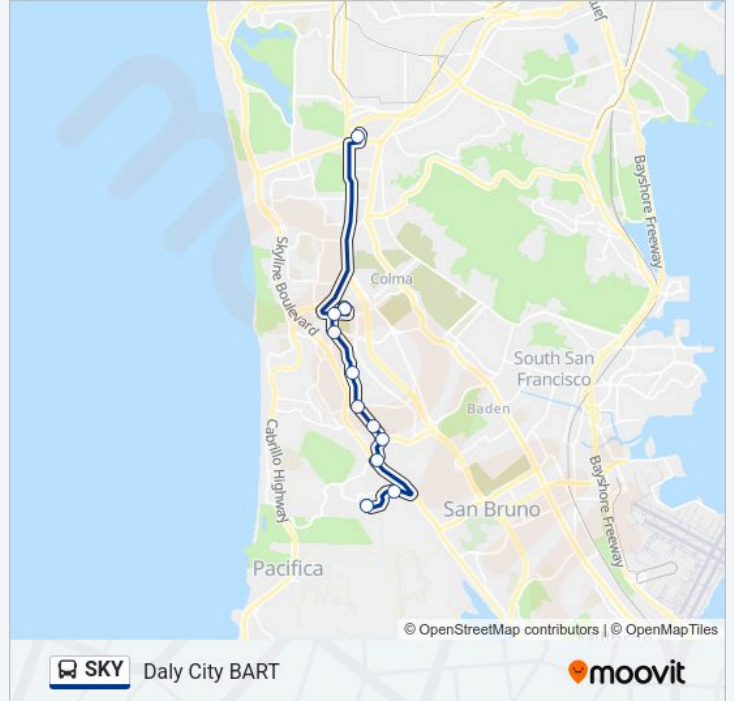 Jan
Bayshore Freeway
Skyline Boulevard
Colma
South San
Francisco
Baden
Cabrillo Highway
Bayshore Freeway
San Bruno
Pacifica
© OpenStreetMap contributors | © OpenMapTiles
SKY Daly City BART
moovit